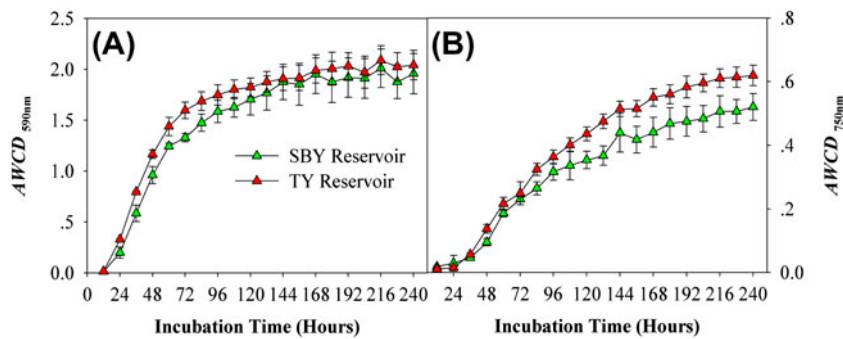 (A)
(B)
2.5
2.0
1.5
1.0
.5
0.0
AWCD 590nm
SBY Reservoir
TY Reservoir
0 24 48 72 96 120 144 168 192 216 240
Incubation Time (Hours)
24 48 72 96 120 144 168 192 216 240
Incubation Time (Hours)
.8
.6
.4
.2
0.0
AWCD 750nm